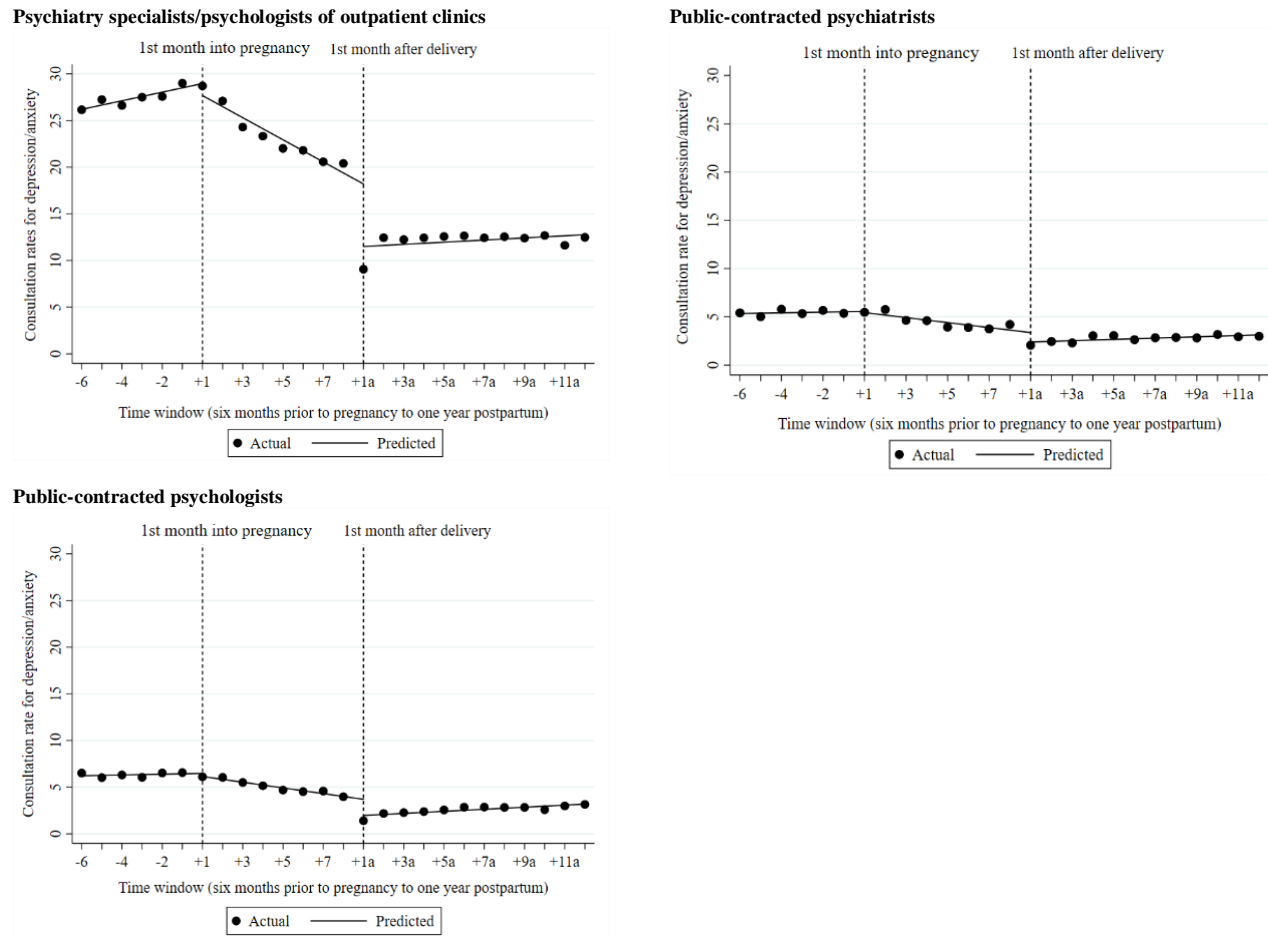 Psychiatry specialists/psychologists of outpatient clinics
1st month into pregnancy 1st month after delivery
Consultation rates for depression/anxiety
30
25
20
15
10
5
0
-6 -4 -2 +1 +3 +5 +7 +1a +3a +5a +7a +9a +11a
Time window (six months prior to pregnancy to one year postpartum)
Actual Predicted
Public-contracted psychiatrists
1st month into pregnancy 1st month after delivery
Consultation rate for depression/anxiety
30
25
20
15
10
5
0
-6 -4 -2 +1 +3 +5 +7 +1a +3a +5a +7a +9a +11a
Time window (six months prior to pregnancy to one year postpartum)
Actual Predicted
Public-contracted psychologists
1st month into pregnancy 1st month after delivery
Consultation rate for depression/anxiety
30
25
20
15
10
5
0
-6 -4 -2 +1 +3 +5 +7 +1a +3a +5a +7a +9a +11a
Time window (six months prior to pregnancy to one year postpartum)
Actual Predicted